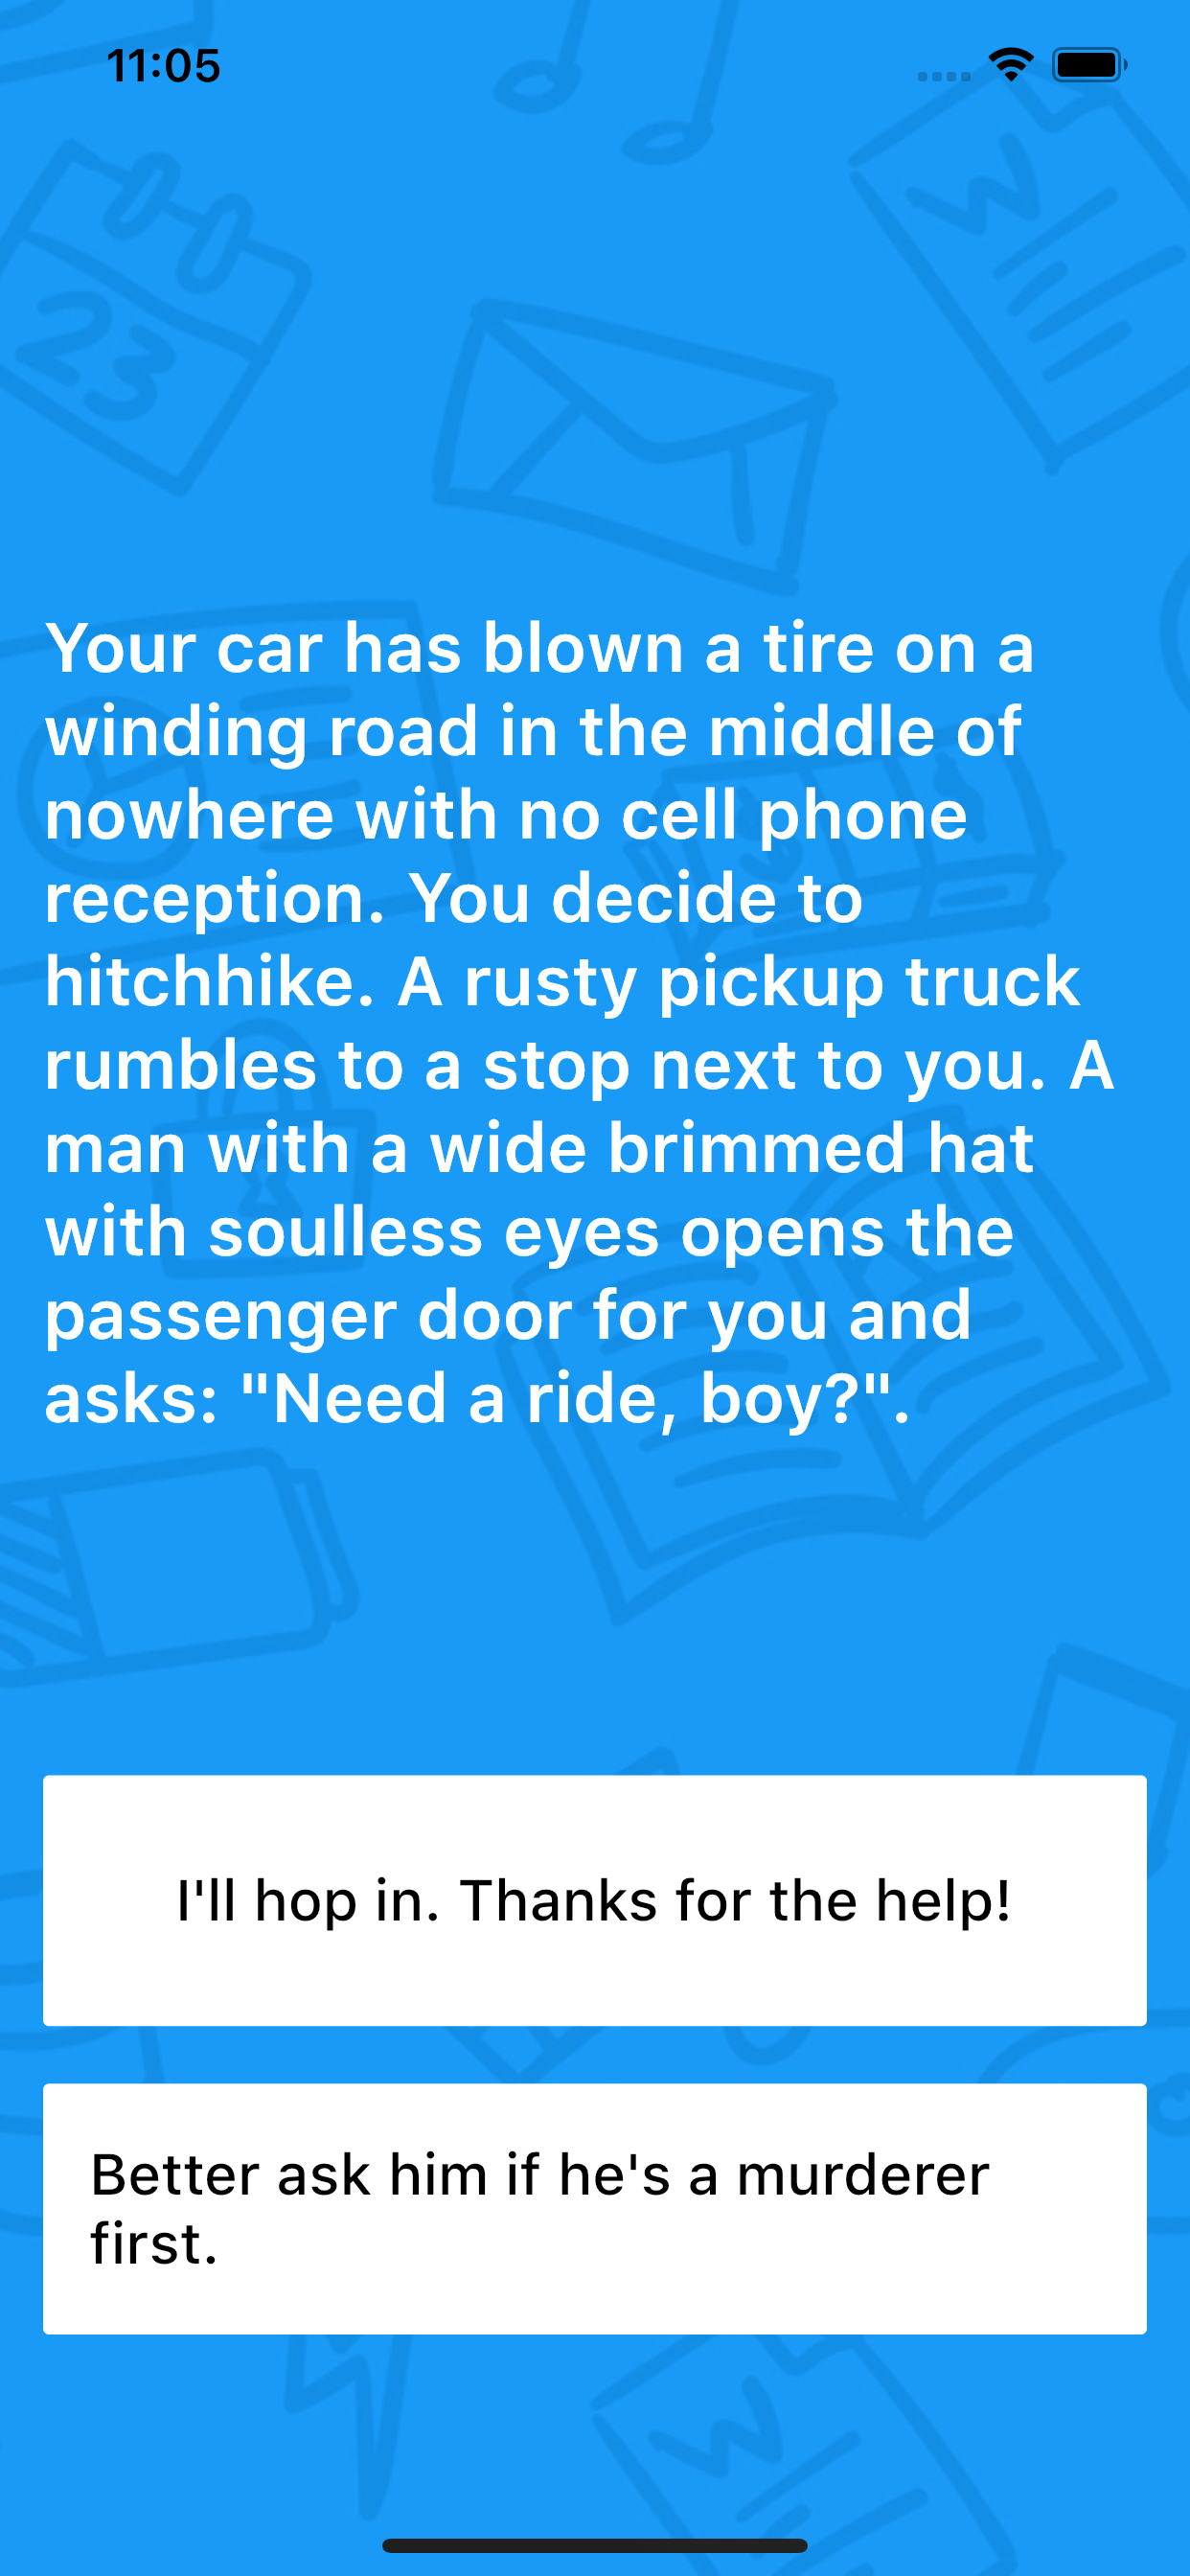 11:05
23
W
Your car has blown a tire on a
winding road in the middle of
nowhere with no cell phone
reception. You decide to
hitchhike. A rusty pickup truck
rumbles to a stop next to you. A
man with a wide brimmed hat
with soulless eyes opens the
passenger door for you and
asks: "Need a ride, boy?".
I'll hop in. Thanks for the help!
Better ask him if he's a murderer
first.
W